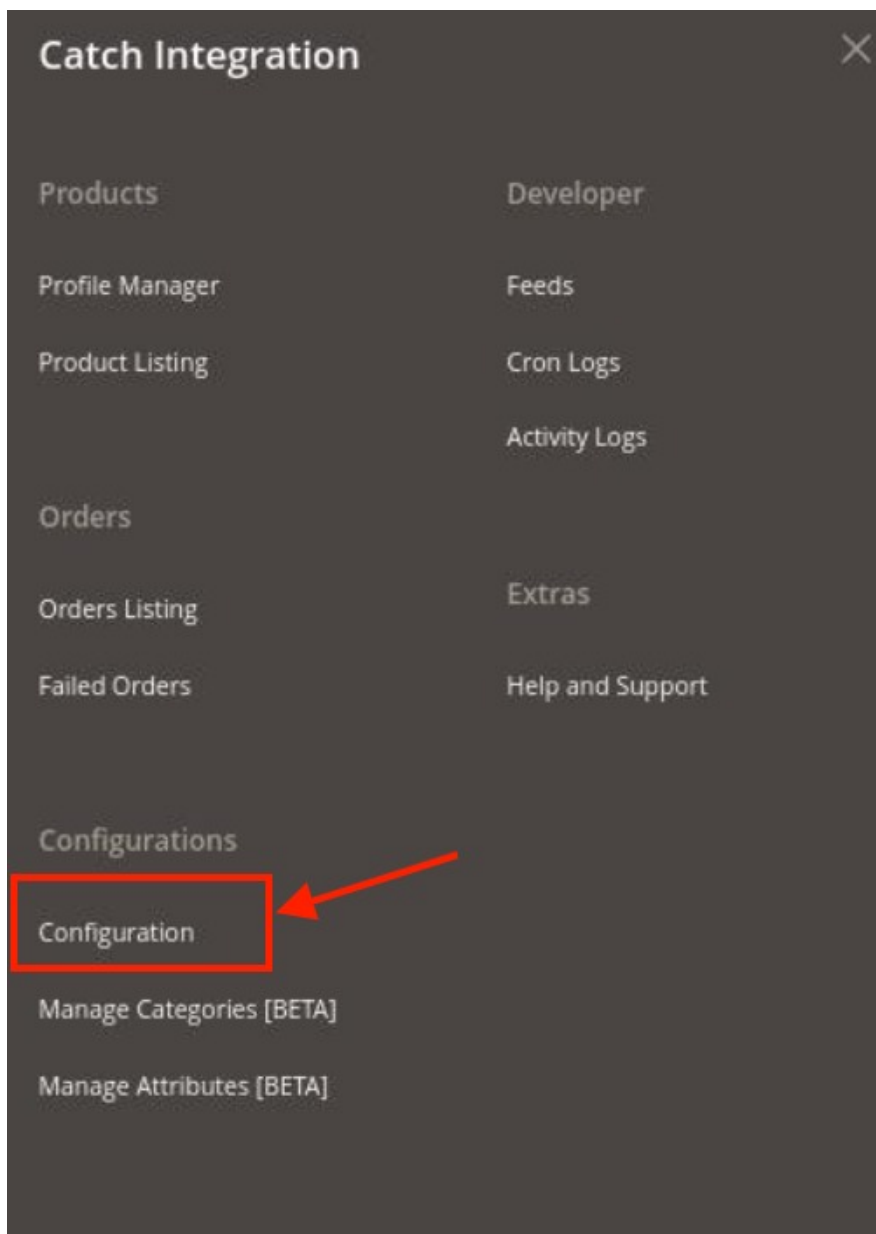 Catch Integration
Products
Profile Manager
Product Listing
Orders
Orders Listing
Failed Orders
Configurations
Configuration
Manage Categories [BETA]
Manage Attributes [BETA]
Developer
Feeds
Cron Logs
Activity Logs
Extras
Help and Support